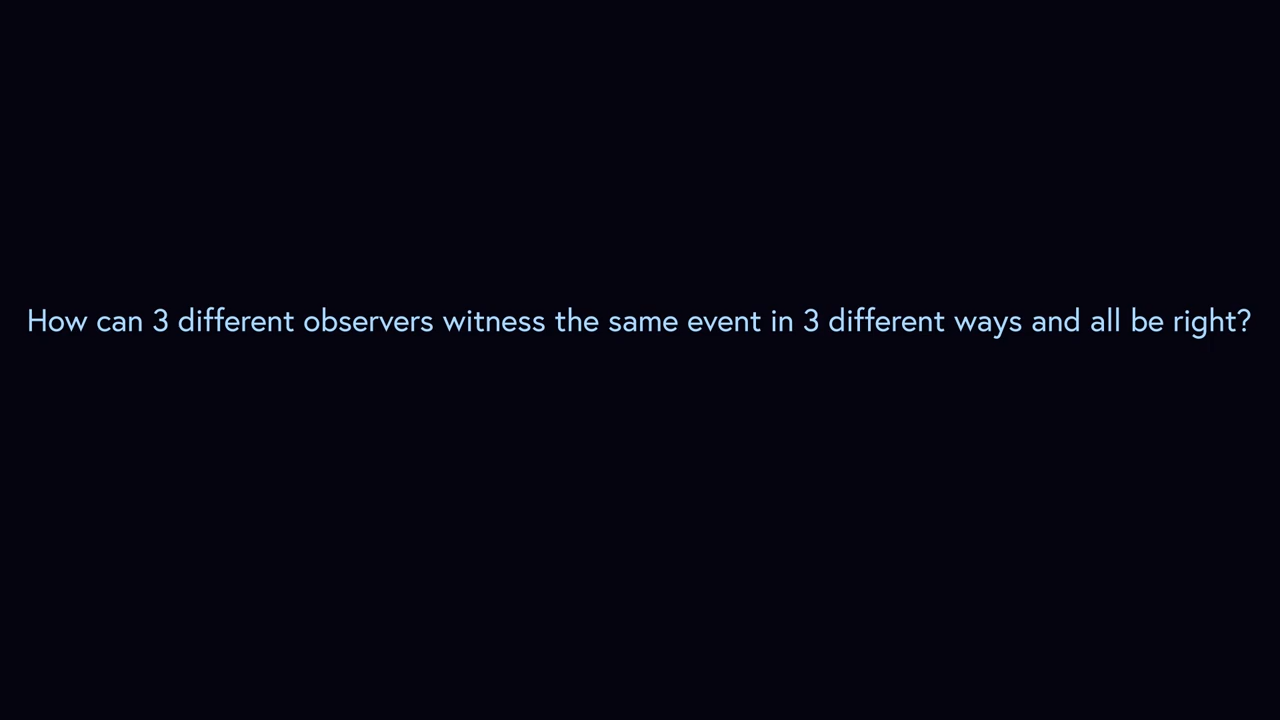 How can 3 different observers witness the same event in 3 different ways and all be right?